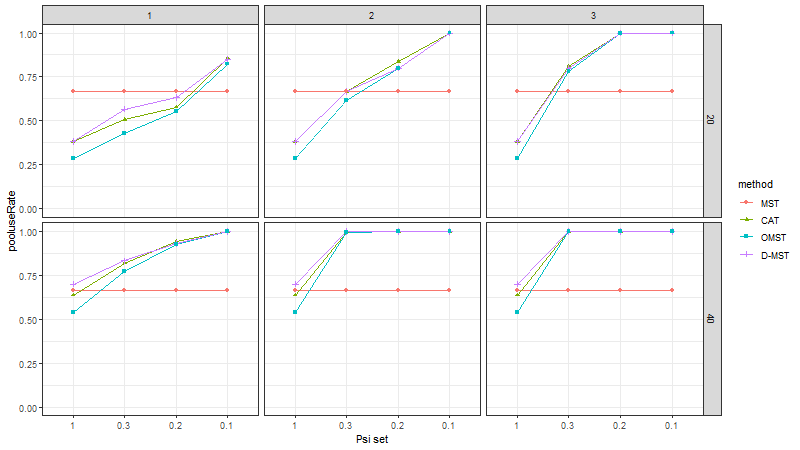 1 2 3
1.00
0.75
0.50
0.25
0.00
20
pooluseRate
1.00
0.75
0.50
0.25
0.00
40
1 0.3 0.2 0.1 1 0.3 0.2 0.1 1 0.3 0.2 0.1
Psi set
method
MST
CAT
OMST
D-MST